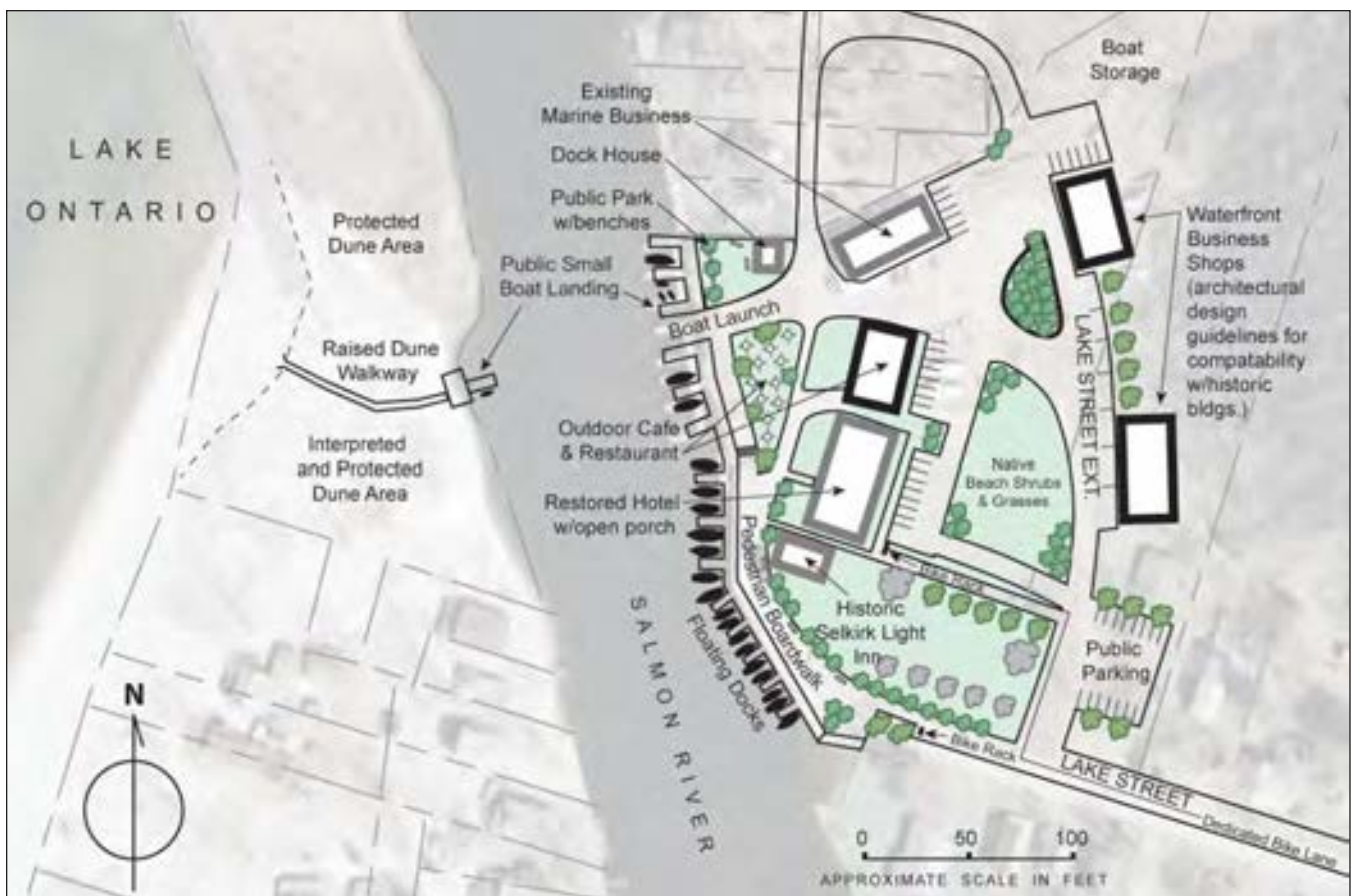 LAKE
ONTARIO
Protected
Dune Area
Raised Dune
Walkway
Interpreted
and Protected
Dune Area
Existing
Marine Business
Dock House
Public Park
w/benches
Public Small
Boat Landing
Boat Launch
Outdoor Cafe
& Restaurant
Restored Hotel
w/open porch
Boat
Storage
Waterfront
Business
Shops
(architectural
design
guidelines for
compatability
w/historic
bldgs.)
LAKE STREET EXT.
Native
Beach Shrubs
& Grasses
Bike Rack
Historic
Selkirk Light
Inn
Pedestrian Boardwalk
Floating Docks
SALMON RIVER
Public
Parking
Bike Rack
LAKE STREET
Dedicated Bike Lane
N
0 50 100
APPROXIMATE SCALE IN FEET